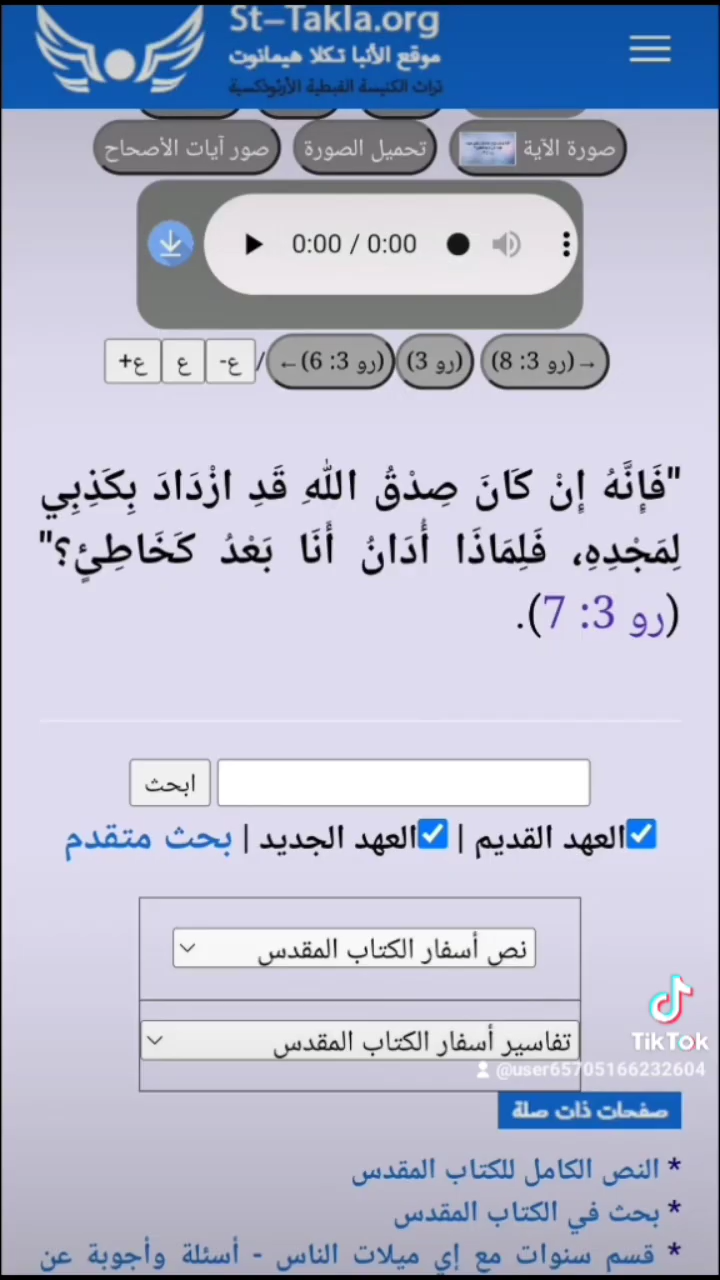 St-Takla.org
موقع الأنبا تكلا هيمانوت
تراث الكنيسة القبطية الأرثوذكسية
صورة الآية
تحميل الصورة
صور آيات الأصحاح
0:00 / 0:00
→(رو 3: 8) (رو 3) (رو 3: 6)← / ع- ع ع+
"فَإِنَّهُ إِنْ كَانَ صِدْقُ اللهِ قَدِ ازْدَادَ بِكَذِبِي
لِمَجْدِهِ، فَلِمَاذَا أُدَانُ أَنَا بَعْدُ كَخَاطِئٍ؟"
(رو 3: 7).
ابحث
العهد القديم | العهد الجديد | بحث متقدم
نص أسفار الكتاب المقدس
تفاسير أسفار الكتاب المقدس
TikTok
@user65705166232604
صفحات ذات صلة
* النص الكامل للكتاب المقدس
* بحث في الكتاب المقدس
* قسم سنوات مع إي ميلات الناس - أسئلة وأجوبة عن